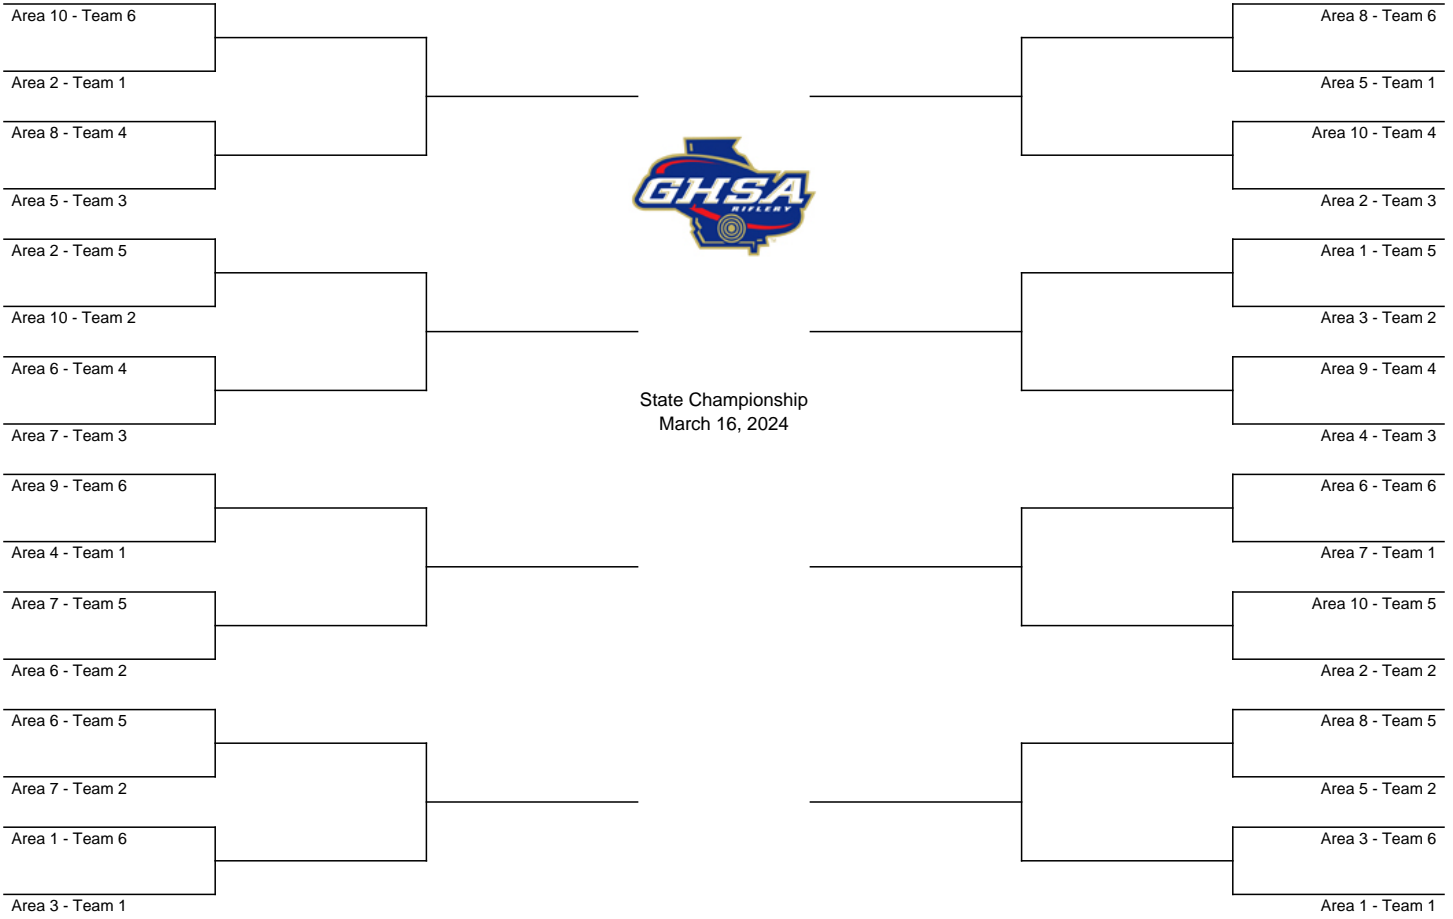 Area 10 - Team 6
Area 2 - Team 1
Area 8 - Team 4
Area 5 - Team 3
Area 2 - Team 5
Area 10 - Team 2
Area 6 - Team 4
Area 7 - Team 3
Area 9 - Team 6
Area 4 - Team 1
Area 7 - Team 5
Area 6 - Team 2
Area 6 - Team 5
Area 7 - Team 2
Area 1 - Team 6
Area 3 - Team 1
GHSA
RIFLERY
State Championship
March 16, 2024
Area 8 - Team 6
Area 5 - Team 1
Area 10 - Team 4
Area 2 - Team 3
Area 1 - Team 5
Area 3 - Team 2
Area 9 - Team 4
Area 4 - Team 3
Area 6 - Team 6
Area 7 - Team 1
Area 10 - Team 5
Area 2 - Team 2
Area 8 - Team 5
Area 5 - Team 2
Area 3 - Team 6
Area 1 - Team 1